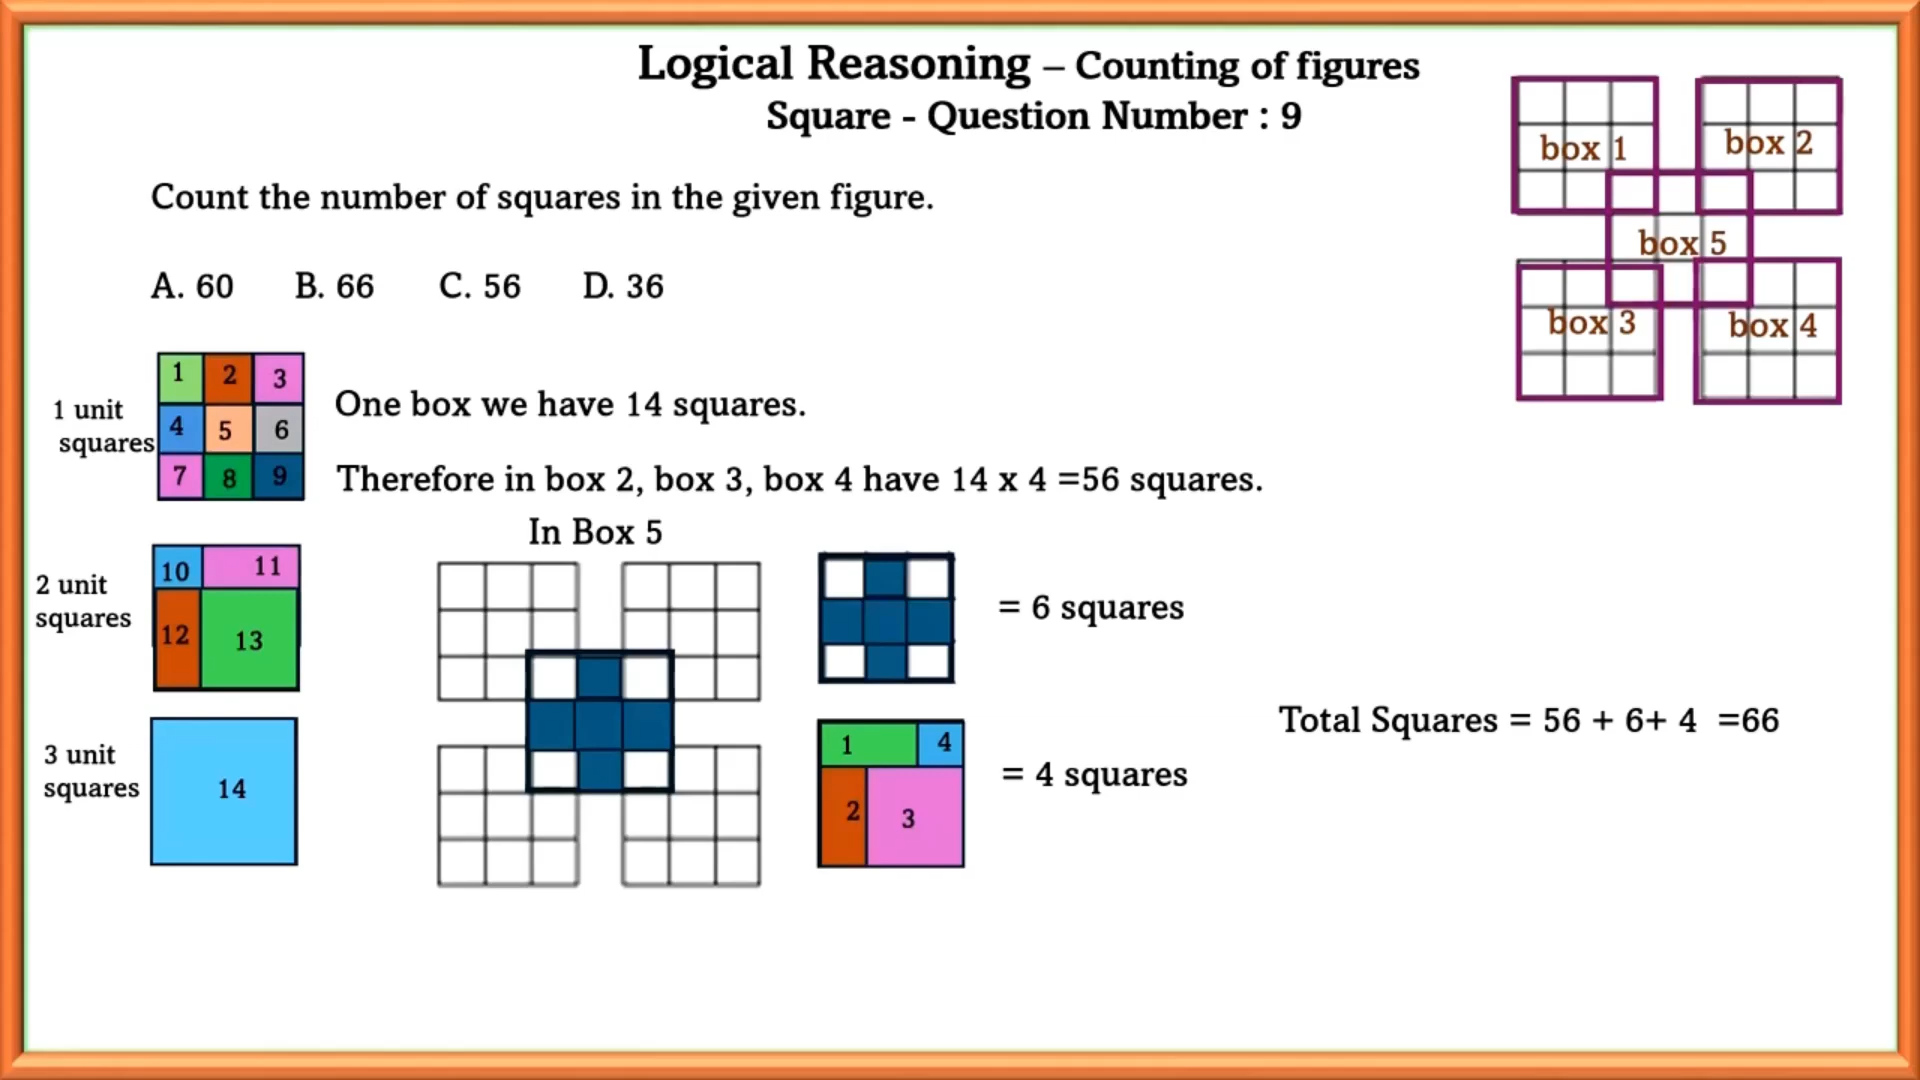 Logical Reasoning – Counting of figures
Square - Question Number : 9
box 1
box 2
box 5
box 3
box 4
Count the number of squares in the given figure.
A. 60 B. 66 C. 56 D. 36
1 unit
squares
1 2 3
4 5 6
7 8 9
One box we have 14 squares.
Therefore in box 2, box 3, box 4 have 14 x 4 =56 squares.
In Box 5
2 unit
squares
10 11
12 13
= 6 squares
3 unit
squares
14
1 4
2 3
= 4 squares
Total Squares = 56 + 6+ 4 =66